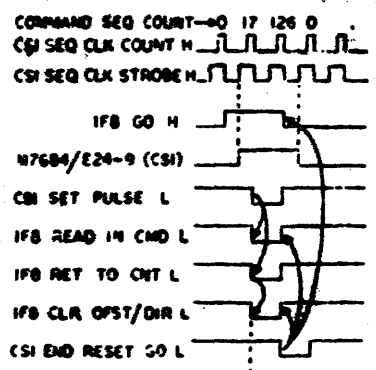 COMMAND SEQ COUNT→0 17 126 0 .
CSI SEQ CLK COUNT H
CSI SEQ CLK STROBE H
IFB GO H
M7684/E24-9 (CSI)
CSI SET PULSE L
IFB READ IN CMD L
IFB RET TO CNT L
IFB CLR OFST/DIR L
CSI END RESET GO L